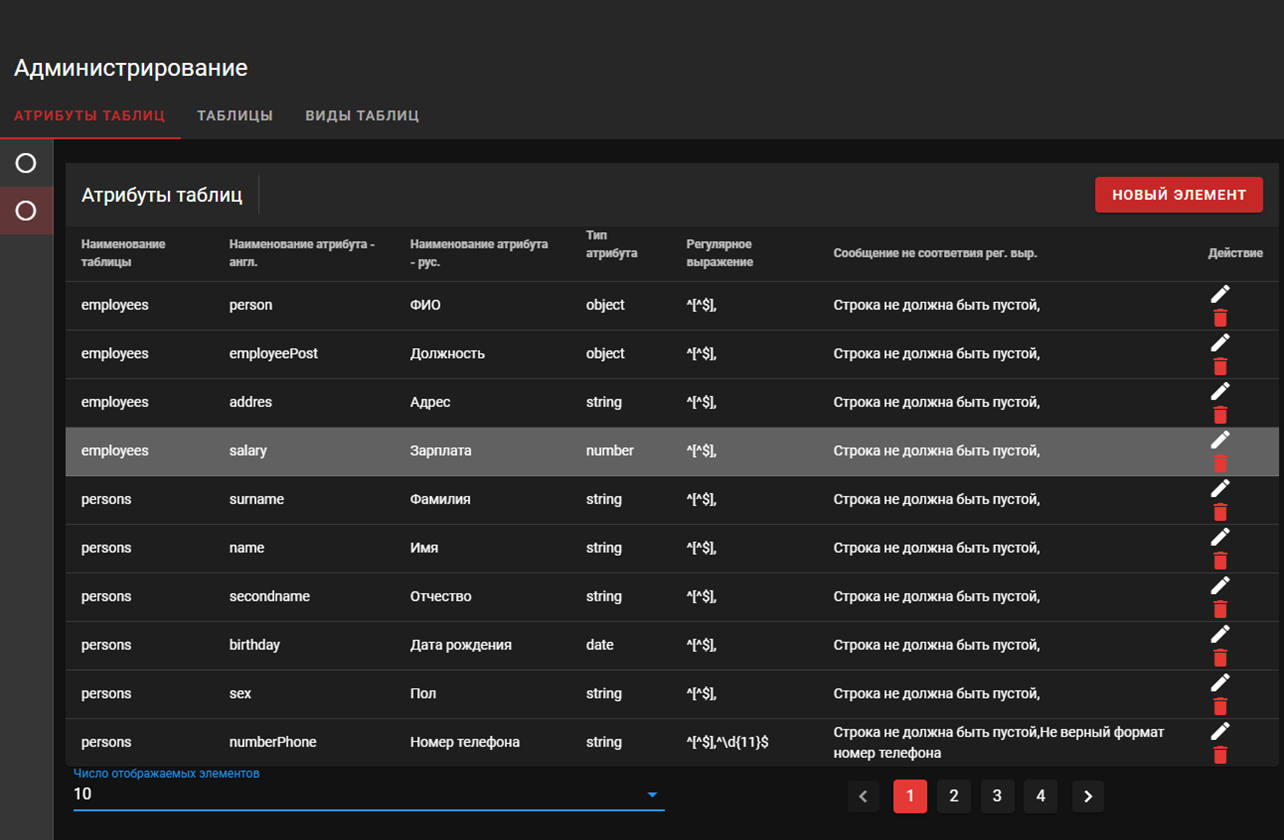 Администрирование
АТРИБУТЫ ТАБЛИЦ ТАБЛИЦЫ ВИДЫ ТАБЛИЦ
Атрибуты таблиц НОВЫЙ ЭЛЕМЕНТ
Наименование таблицы Наименование атрибута - англ. Наименование атрибута - рус. Тип атрибута Регулярное выражение Сообщение не соответвия рег. выр. Действие
employees person ФИО object ^[^$], Строка не должна быть пустой,
employees employeePost Должность object ^[^$], Строка не должна быть пустой,
employees addres Адрес string ^[^$], Строка не должна быть пустой,
employees salary Зарплата number ^[^$], Строка не должна быть пустой,
persons surname Фамилия string ^[^$], Строка не должна быть пустой,
persons name Имя string ^[^$], Строка не должна быть пустой,
persons secondname Отчество string ^[^$], Строка не должна быть пустой,
persons birthday Дата рождения date ^[^$], Строка не должна быть пустой,
persons sex Пол string ^[^$], Строка не должна быть пустой,
persons numberPhone Номер телефона string ^[^$],^\d{11}$ Строка не должна быть пустой,Не верный формат
номер телефона
Число отображаемых элементов
10 1 2 3 4